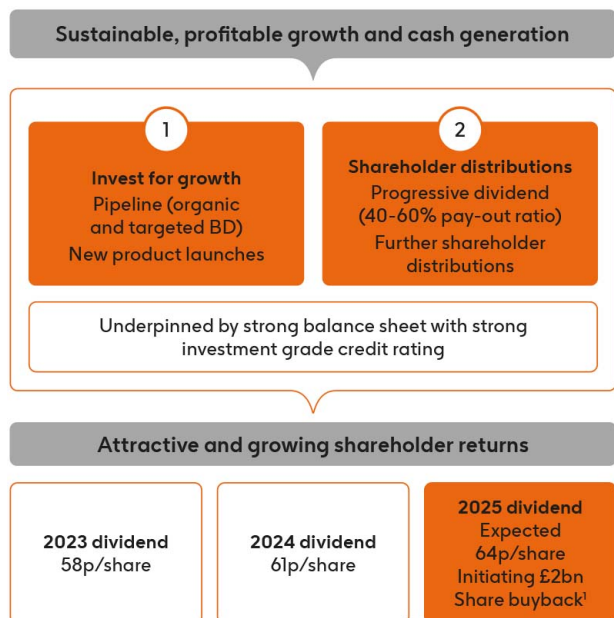 Sustainable, profitable growth and cash generation
1
Invest for growth
Pipeline (organic
and targeted BD)
New product launches
2
Shareholder distributions
Progressive dividend
(40-60% pay-out ratio)
Further shareholder
distributions
Underpinned by strong balance sheet with strong
investment grade credit rating
Attractive and growing shareholder returns
2023 dividend
58p/share
2024 dividend
61p/share
2025 dividend
Expected
64p/share
Initiating £2bn
Share buyback¹